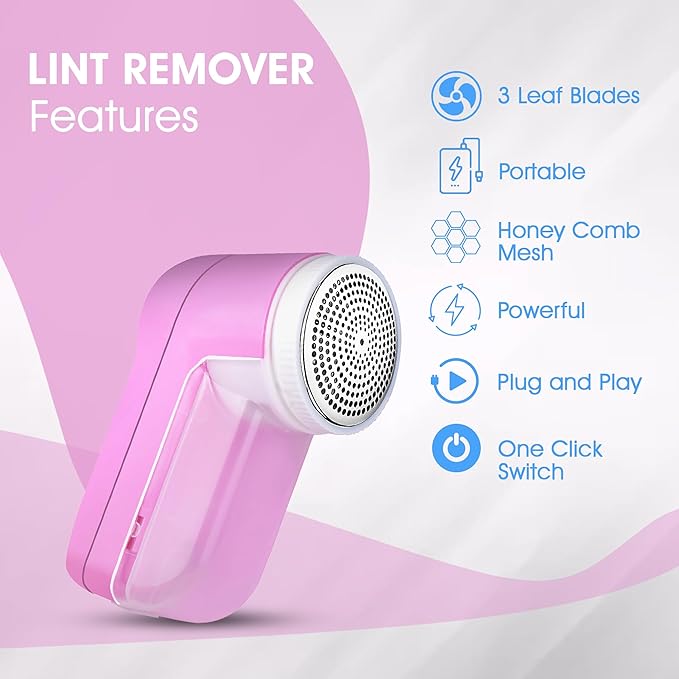 LINT REMOVER
Features
3 Leaf Blades
Portable
Honey Comb
Mesh
Powerful
Plug and Play
One Click
Switch